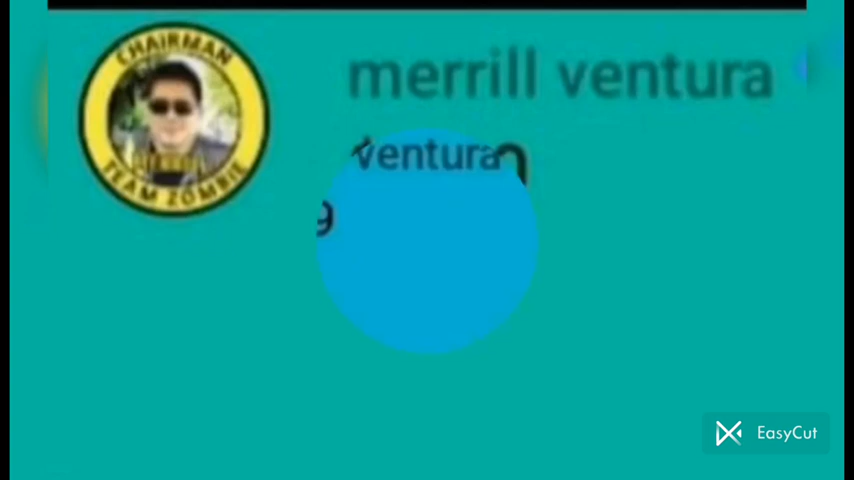 CHAIRMAN
TEAM ZOMBIE
merrill ventura
ventura
g
EasyCut